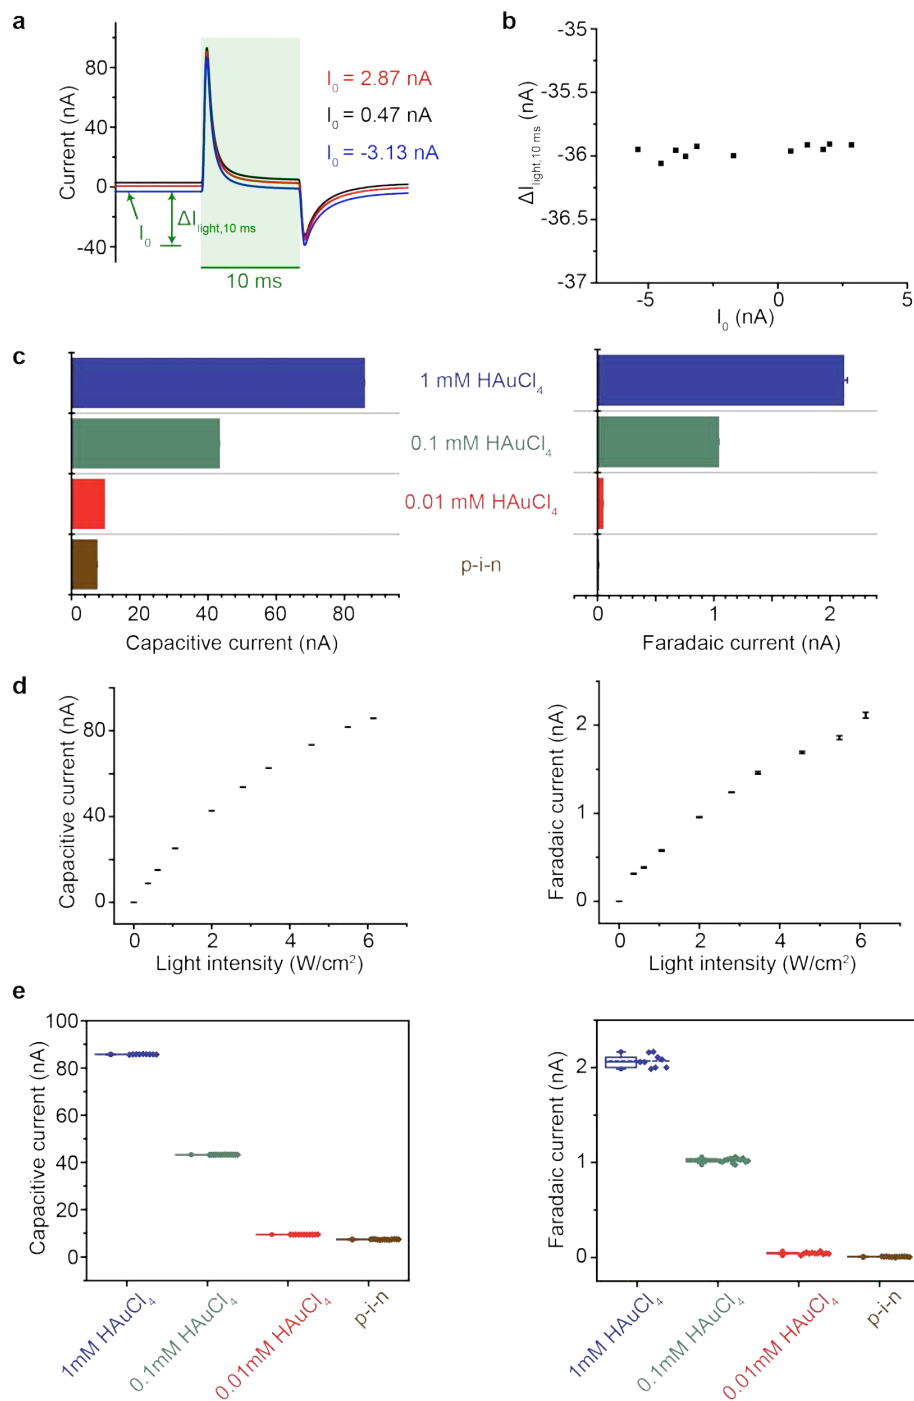 a
Current (nA)
80
40
0
-40
I₀ = 2.87 nA
I₀ = 0.47 nA
I₀ = -3.13 nA
I₀
ΔI light,10 ms
10 ms
b
ΔI light,10 ms (nA)
-35
-35.5
-36
-36.5
-37
-5
0
5
I₀ (nA)
c
1 mM HAuCl₄
0.1 mM HAuCl₄
0.01 mM HAuCl₄
p-i-n
0
20
40
60
80
Capacitive current (nA)
0
1
2
Faradaic current (nA)
d
Capacitive current (nA)
80
40
0
0
2
4
6
Light intensity (W/cm²)
Faradaic current (nA)
2
1
0
0
2
4
6
Light intensity (W/cm²)
e
Capacitive current (nA)
100
80
60
40
20
0
1mM HAuCl₄
0.1mM HAuCl₄
0.01mM HAuCl₄
p-i-n
Faradaic current (nA)
2
1
0
1mM HAuCl₄
0.1mM HAuCl₄
0.01mM HAuCl₄
p-i-n